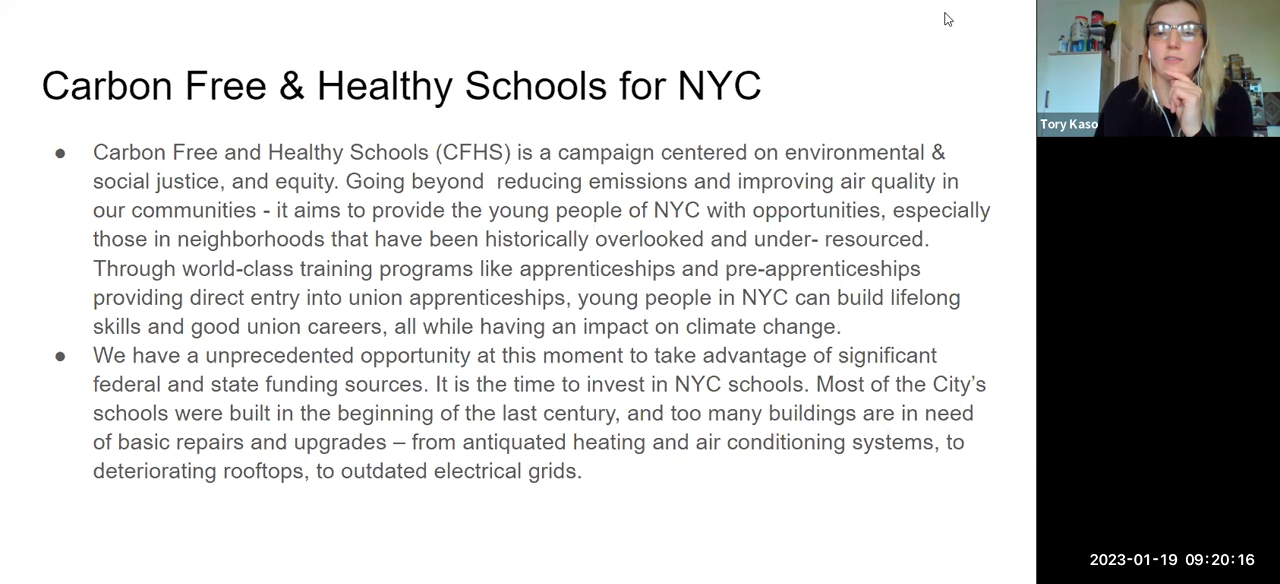 Carbon Free & Healthy Schools for NYC
● Carbon Free and Healthy Schools (CFHS) is a campaign centered on environmental &
social justice, and equity. Going beyond  reducing emissions and improving air quality in
our communities - it aims to provide the young people of NYC with opportunities, especially
those in neighborhoods that have been historically overlooked and under- resourced.
Through world-class training programs like apprenticeships and pre-apprenticeships
providing direct entry into union apprenticeships, young people in NYC can build lifelong
skills and good union careers, all while having an impact on climate change.
● We have a unprecedented opportunity at this moment to take advantage of significant
federal and state funding sources. It is the time to invest in NYC schools. Most of the City’s
schools were built in the beginning of the last century, and too many buildings are in need
of basic repairs and upgrades – from antiquated heating and air conditioning systems, to
deteriorating rooftops, to outdated electrical grids.
Tory Kaso
2023-01-19 09:20:16